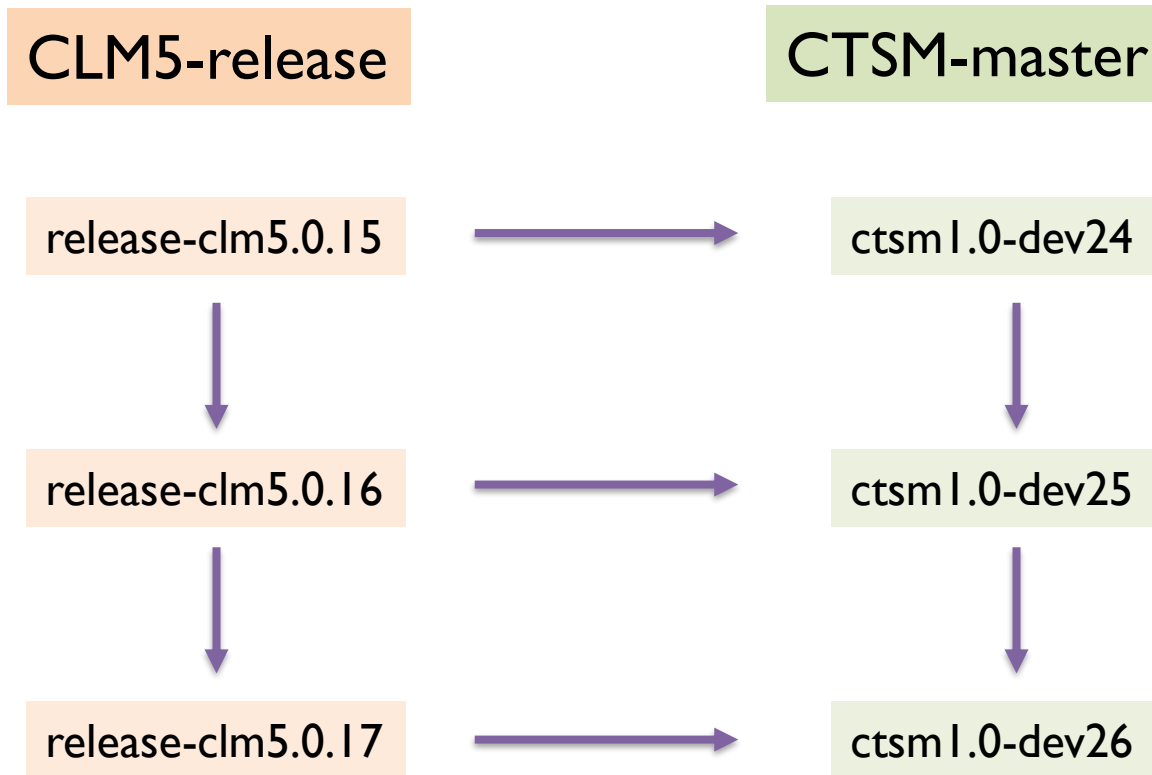 CLM5-release
CTSM-master
release-clm5.0.15
ctsm1.0-dev24
release-clm5.0.16
ctsm1.0-dev25
release-clm5.0.17
ctsm1.0-dev26